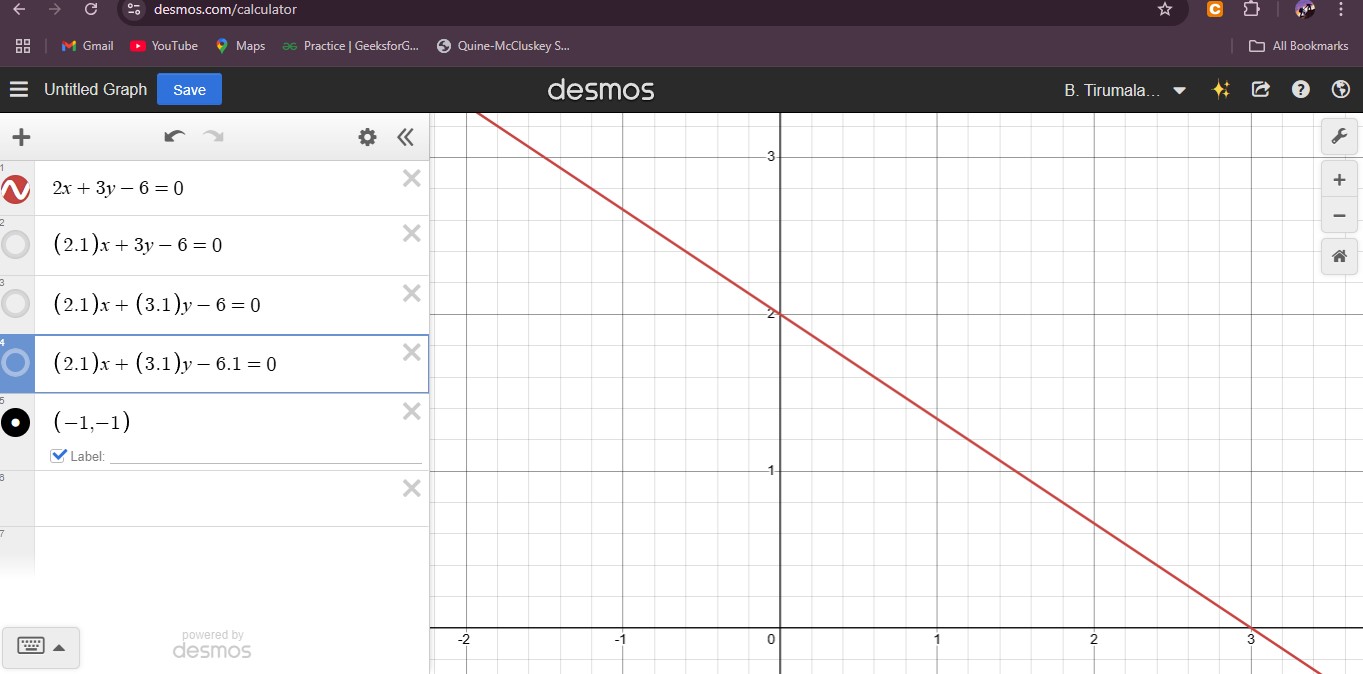 desmos.com/calculator
Gmail YouTube Maps Practice | GeeksforG... Quine-McCluskey S... All Bookmarks
Untitled Graph Save desmos B. Tirumala... ?
1 2x + 3y − 6 = 0
2 (2.1)x + 3y − 6 = 0
3 (2.1)x + (3.1)y − 6 = 0
4 (2.1)x + (3.1)y − 6.1 = 0
5 (−1,−1)
Label:
6
7
powered by
desmos
3
2
1
-2 -1 0 1 2 3